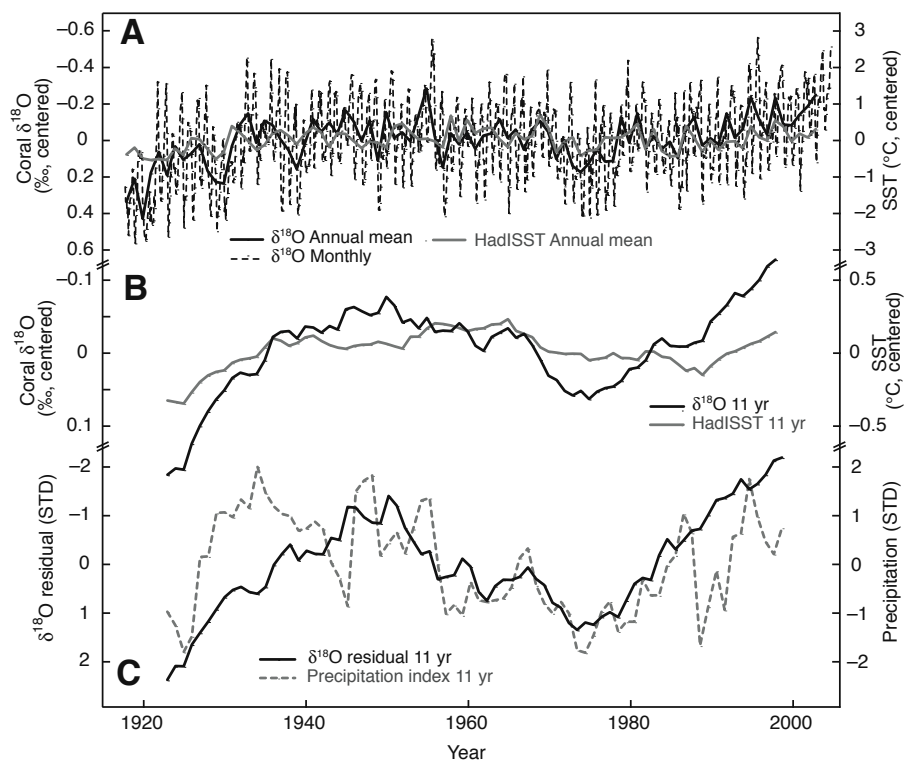 A
−0.6
−0.4
−0.2
0
0.2
0.4
0.6
Coral δ18O
(‰, centered)
3
2
1
0
−1
−2
−3
SST (°C, centered)
δ18O Annual mean
HadISST Annual mean
δ18O Monthly
B
−0.1
0
0.1
Coral δ18O
(‰, centered)
0.5
0
−0.5
SST
(°C, centered)
δ18O 11 yr
HadISST 11 yr
C
−2
−1
0
1
2
δ18O residual (STD)
2
1
0
−1
−2
Precipitation (STD)
δ18O residual 11 yr
Precipitation index 11 yr
1920 1940 1960 1980 2000
Year